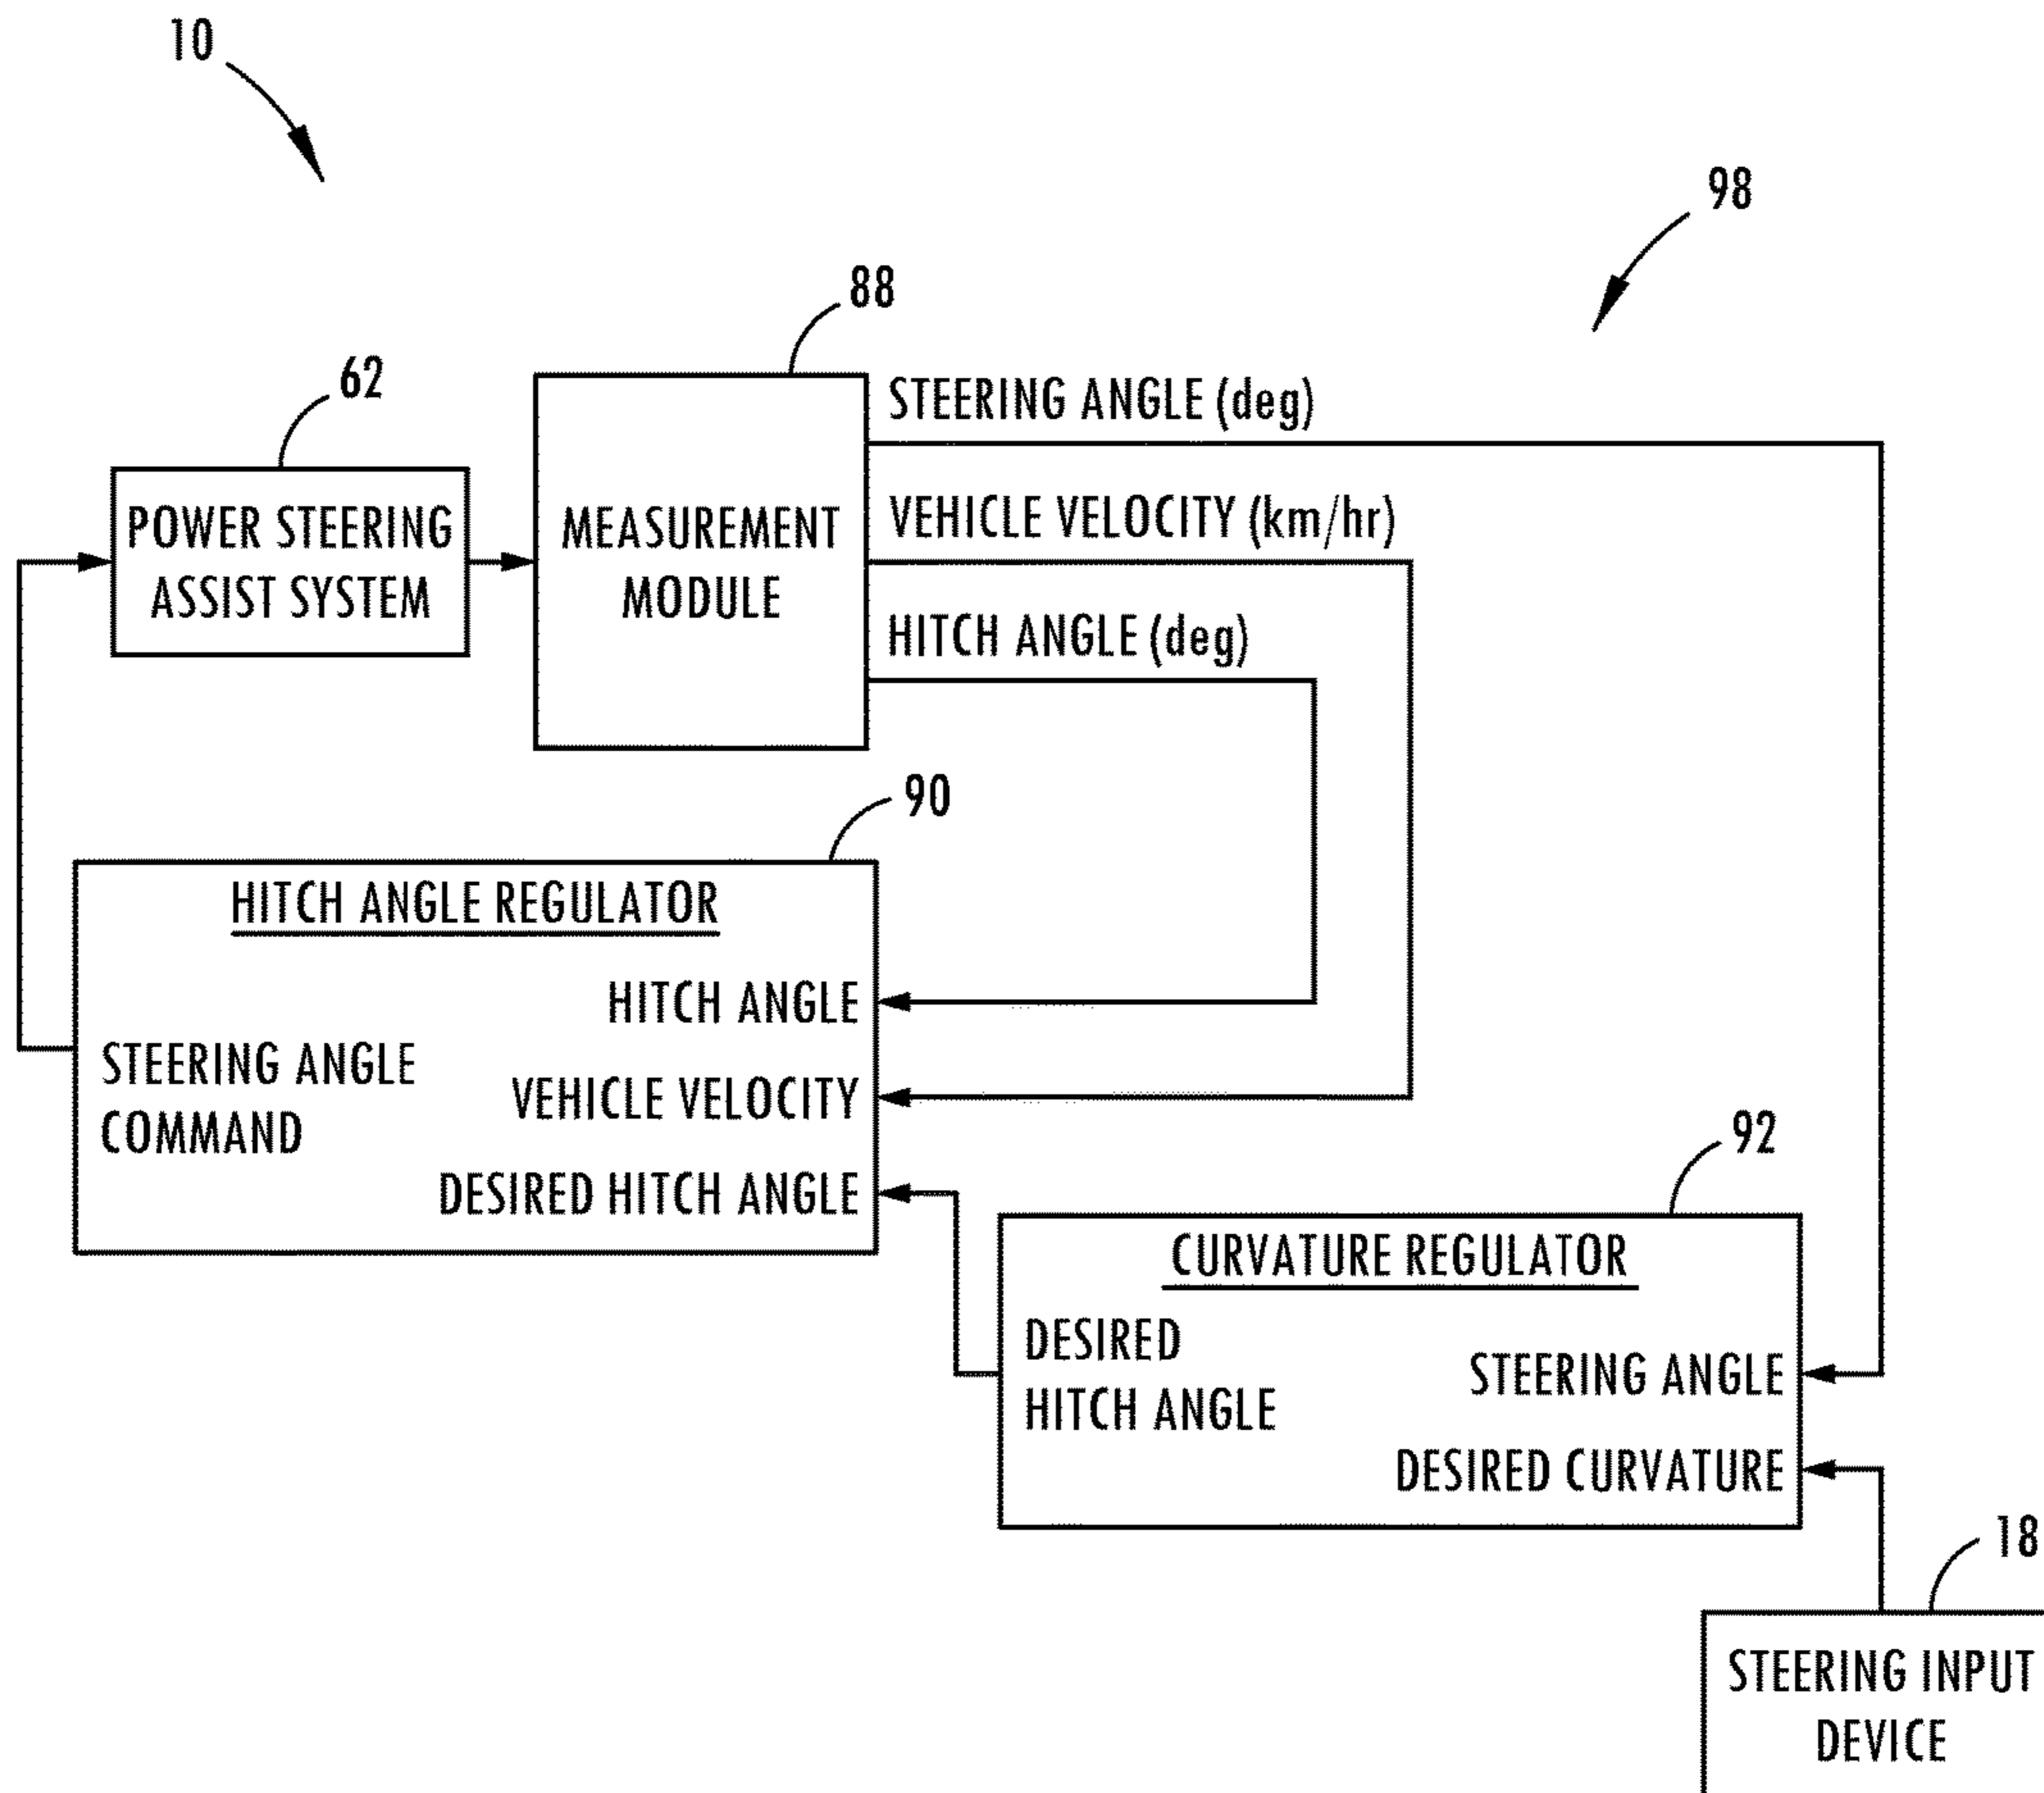 10
98
88
62
STEERING ANGLE (deg)
VEHICLE VELOCITY (km/hr)
HITCH ANGLE (deg)
POWER STEERING
ASSIST SYSTEM
MEASUREMENT
MODULE
90
HITCH ANGLE REGULATOR
HITCH ANGLE
VEHICLE VELOCITY
DESIRED HITCH ANGLE
STEERING ANGLE
COMMAND
92
CURVATURE REGULATOR
DESIRED
HITCH ANGLE
STEERING ANGLE
DESIRED CURVATURE
18
STEERING INPUT
DEVICE